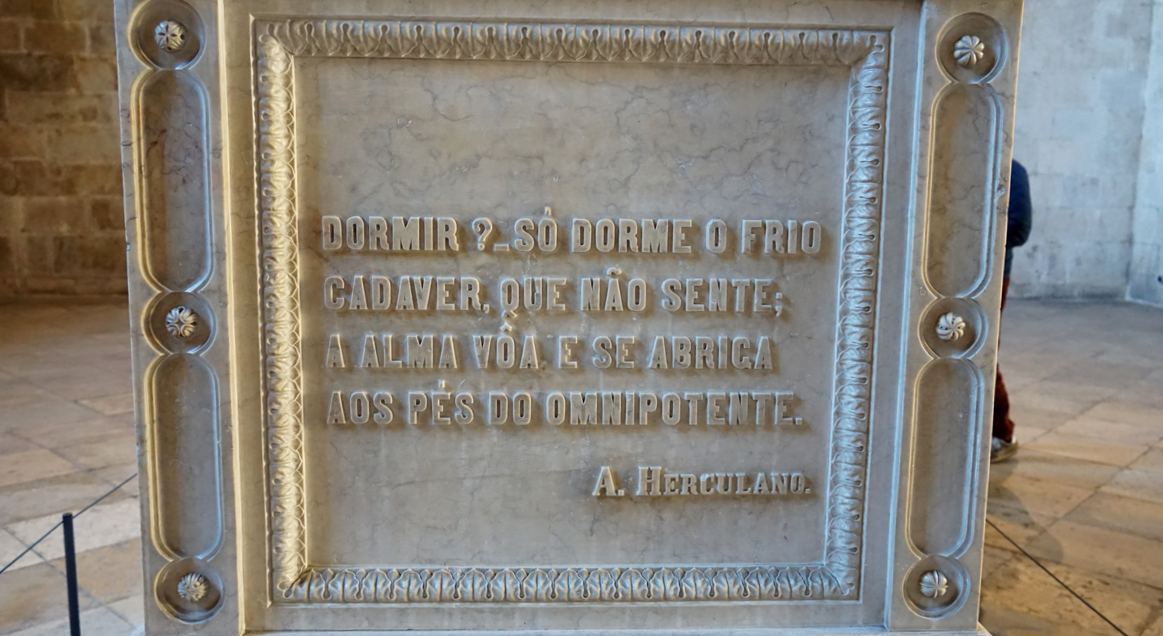 DORMIR ?_SÓ DORME O FRIO
CADAVER, QUE NÃO SENTE;
A ALMA VÔA E SE ABRIGA
AOS PÉS DO OMNIPOTENTE.
A. HERCULANO.